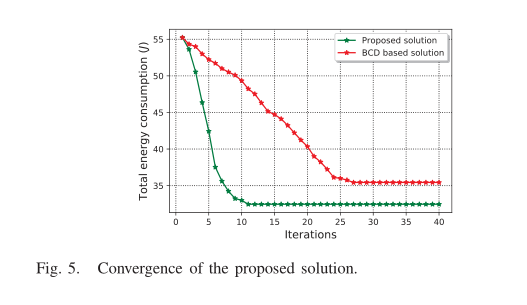 Proposed solution
BCD based solution
Total energy consumption (J)
55
50
45
40
35
0 5 10 15 20 25 30 35 40
Iterations
Fig. 5. Convergence of the proposed solution.